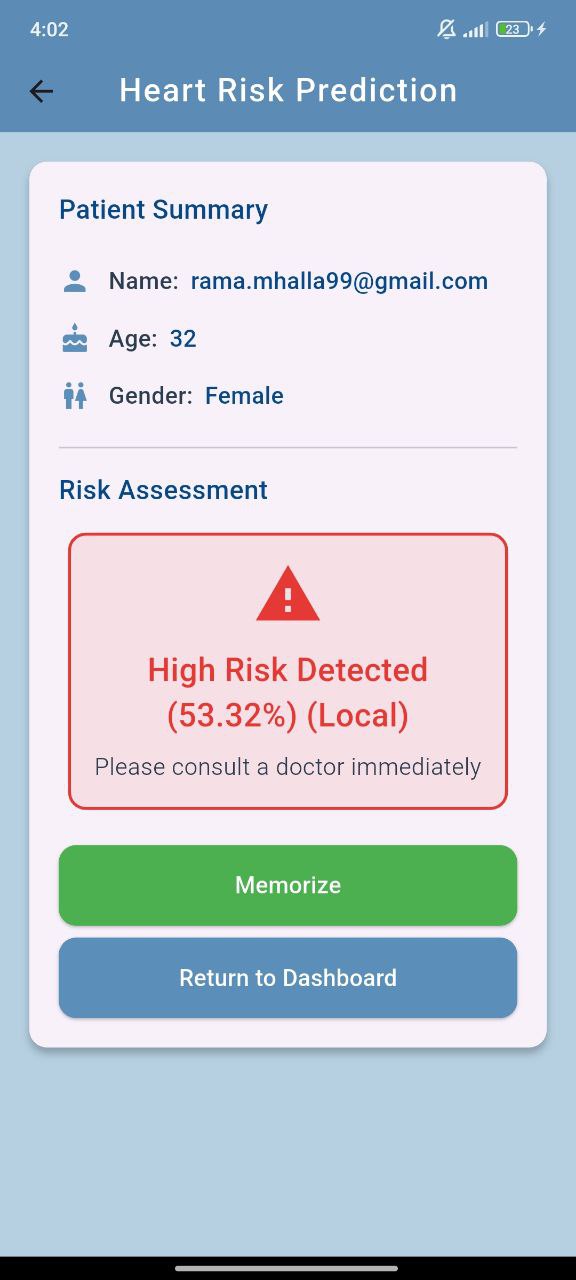 4:02
23
Heart Risk Prediction
Patient Summary
Name: rama.mhalla99@gmail.com
Age: 32
Gender: Female
Risk Assessment
High Risk Detected
(53.32%) (Local)
Please consult a doctor immediately
Memorize
Return to Dashboard